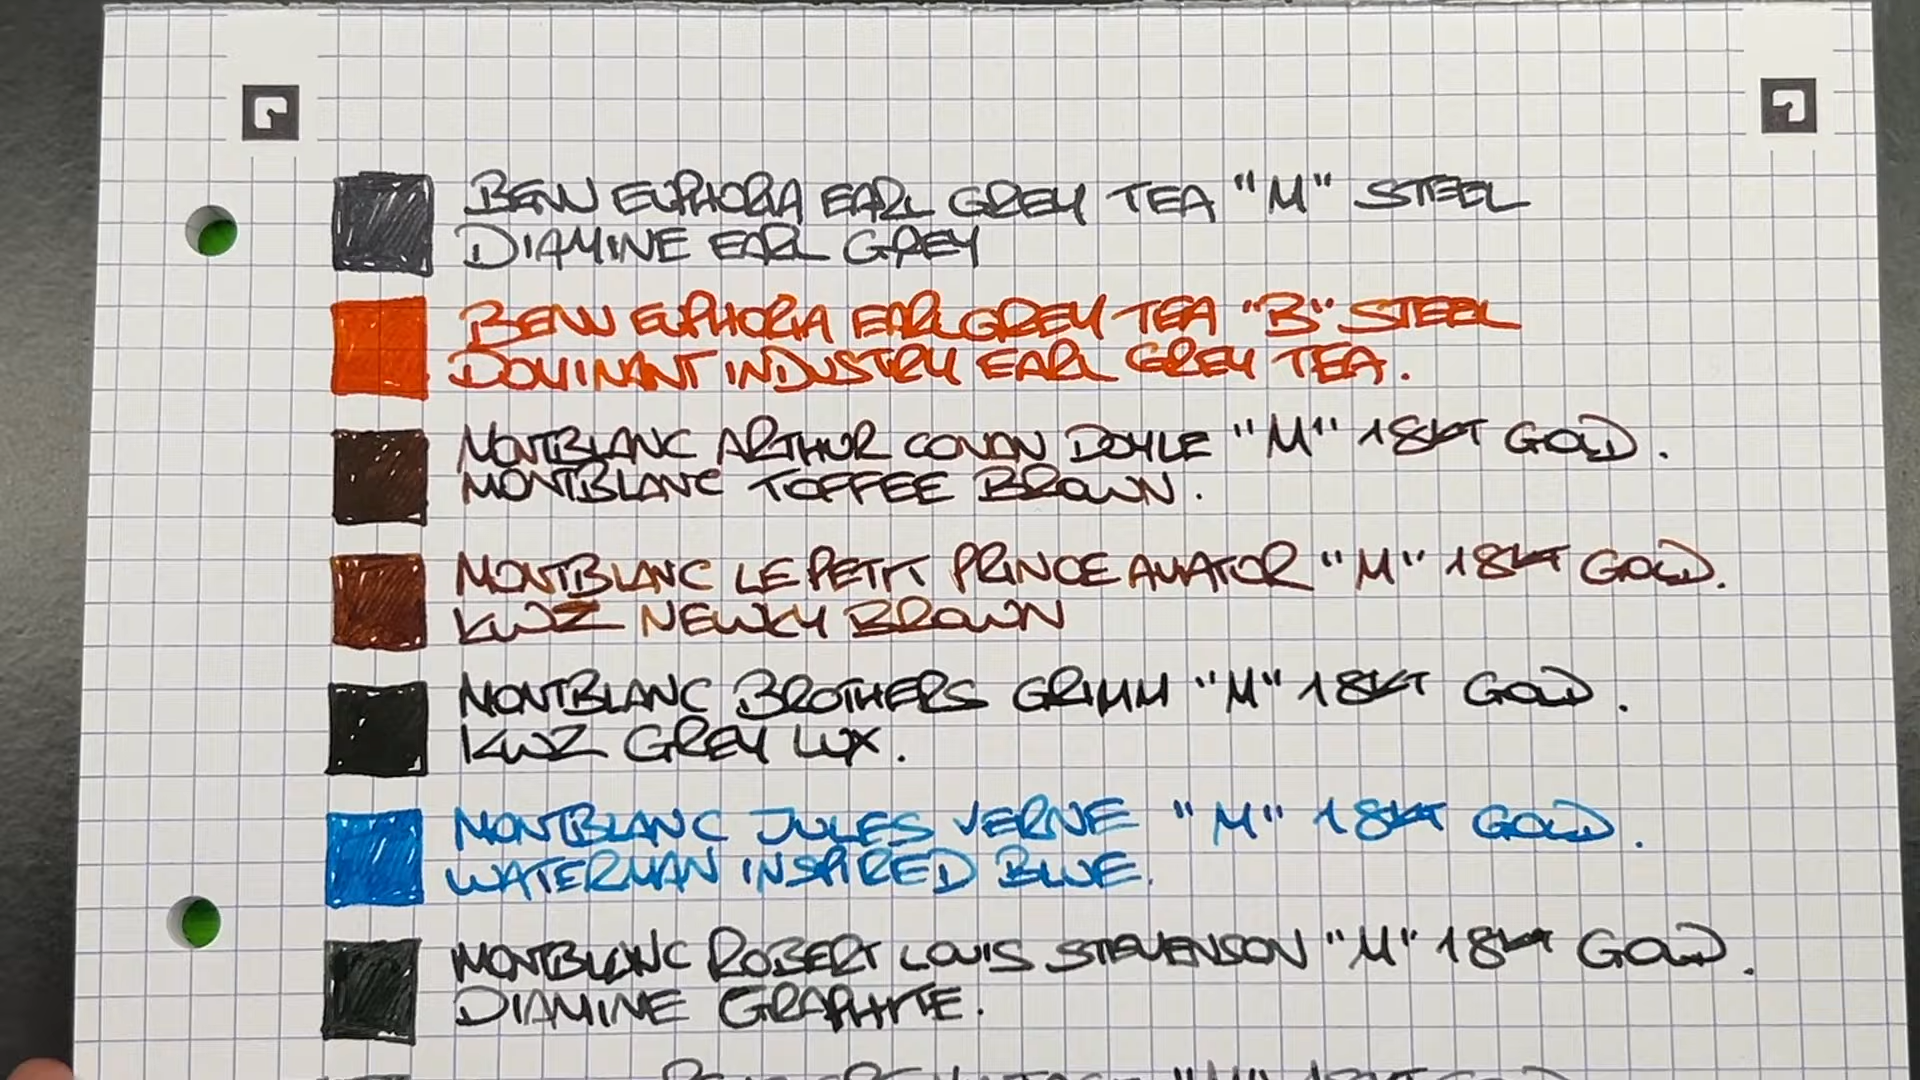 BENU EUPHORIA EARL GREY TEA "M" STEEL
DIAMINE EARL GREY
BENU EUPHORIA EARL GREY TEA "B" STEEL
DOMINANT INDUSTRY EARL GREY TEA.
MONTBLANC ARTHUR CONAN DOYLE "M" 18KT GOLD.
MONTBLANC TOFFEE BROWN.
MONTBLANC LE PETIT PRINCE AVIATOR "M" 18KT GOLD.
KWZ NEWKY BROWN
MONTBLANC BROTHERS GRIMM "M" 18KT GOLD.
KWZ GREY LUX.
MONTBLANC JULES VERNE "M" 18KT GOLD.
WATERMAN INSPIRED BLUE.
MONTBLANC ROBERT LOUIS STEVENSON "M" 18KT GOLD.
DIAMINE GRAPHITE.